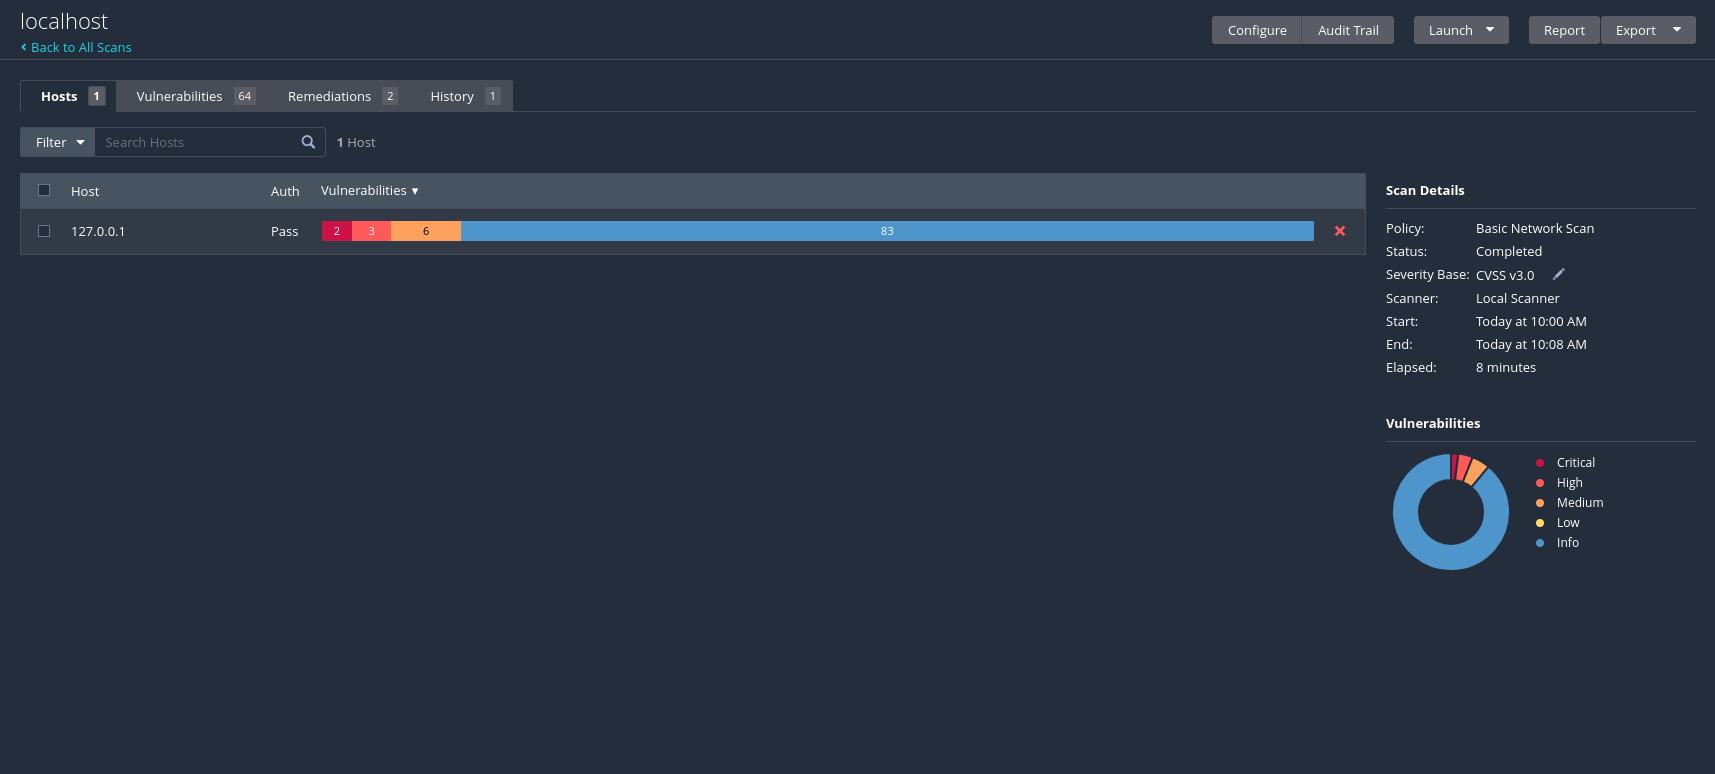 localhost
Back to All Scans
Configure Audit Trail Launch Report Export
Hosts 1 Vulnerabilities 64 Remediations 2 History 1
Filter Search Hosts 1 Host
Host Auth Vulnerabilities
127.0.0.1 Pass 2 3 6 83
Scan Details
Policy: Basic Network Scan
Status: Completed
Severity Base: CVSS v3.0
Scanner: Local Scanner
Start: Today at 10:00 AM
End: Today at 10:08 AM
Elapsed: 8 minutes
Vulnerabilities
Critical
High
Medium
Low
Info